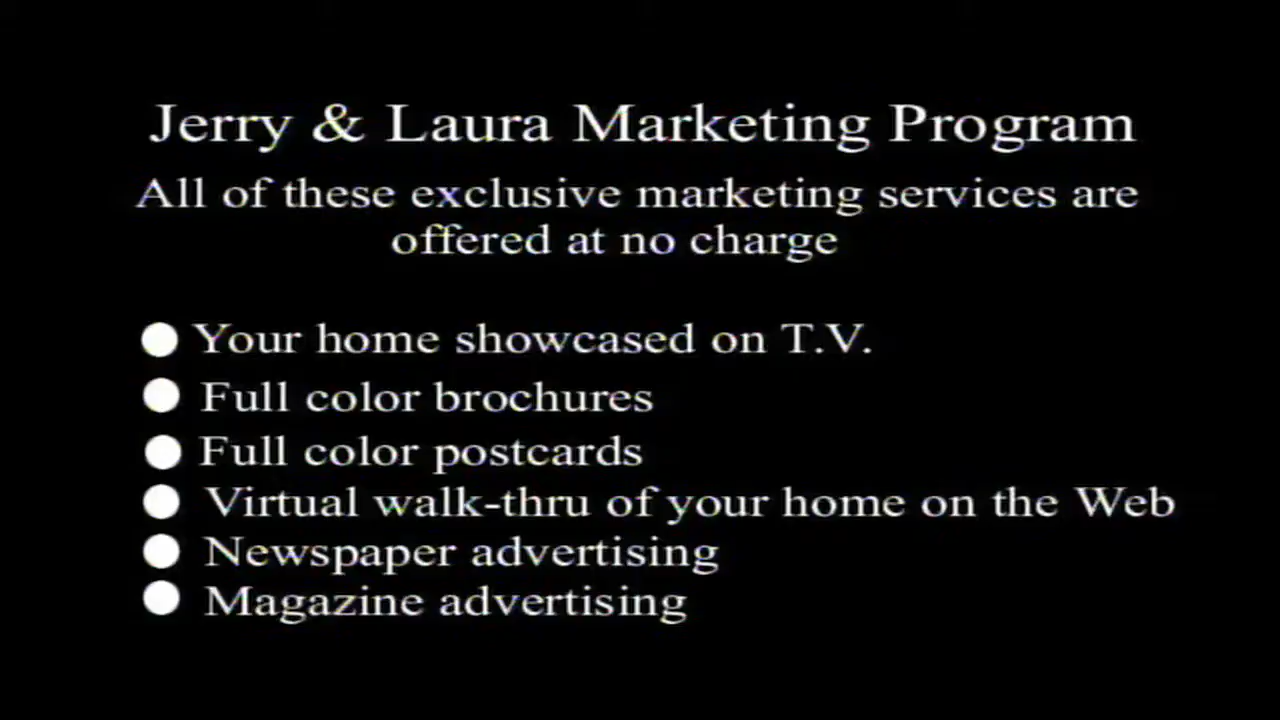 Jerry & Laura Marketing Program
All of these exclusive marketing services are
offered at no charge
● Your home showcased on T.V.
● Full color brochures
● Full color postcards
● Virtual walk-thru of your home on the Web
● Newspaper advertising
● Magazine advertising